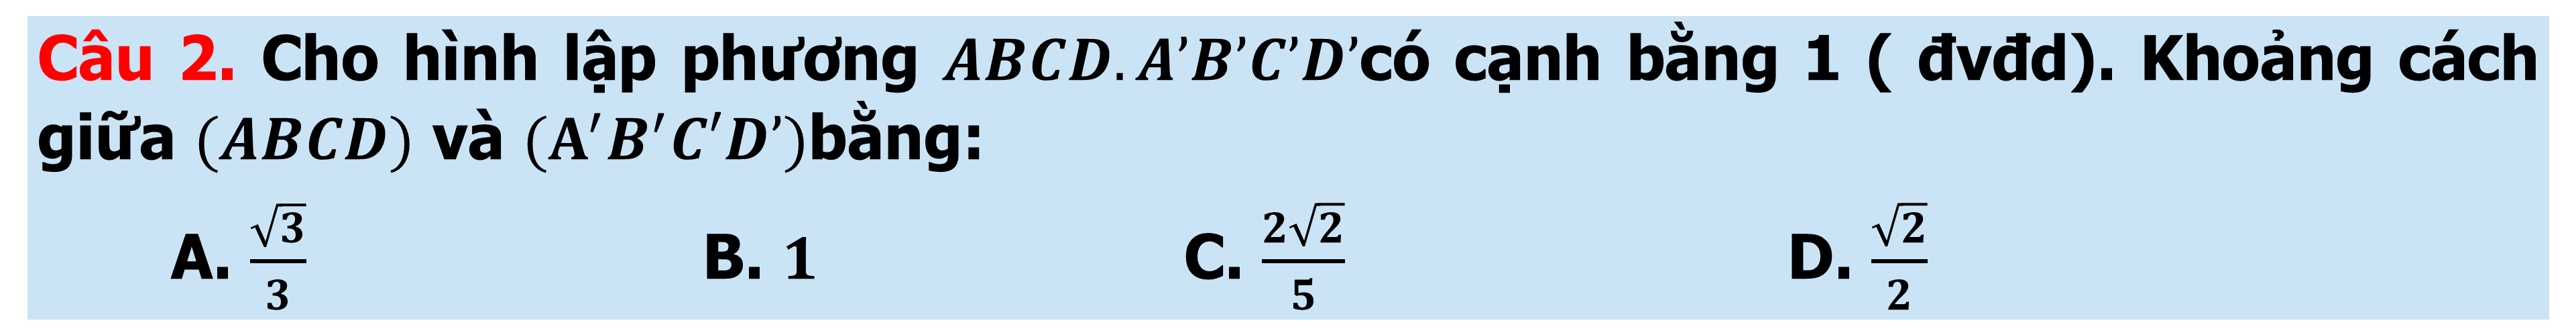 Câu 2. Cho hình lập phương ABCD.A’B’C’D’có cạnh bằng 1 ( đvđd). Khoảng cách
giữa (ABCD) và (A′B′C′D’)bằng:
A. √3/3 B. 1 C. 2√2/5 D. √2/2